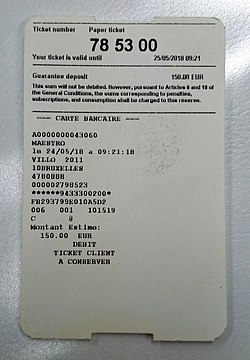 Ticket number Paper ticket
78 53 00
Your ticket is valid until 25/05/2018 09:21
Guarantee deposit 150.00 EUR
This sum will not be debited. However, pursuant to Articles 8 and 10 of
the General Conditions, the sums corresponding to penalties,
subscriptions, and consumption shall be charged to this reserve.
--- CARTE BANCAIRE ---
A0000000043060
MAESTRO
le 24/05/18 a 09:21:18
VILLO 2011
10BRUXELLES
4780BBB
000002798523
******9433300200*
FB293799E010A5D2
006 001 101519
C @
Montant Estime:
150.00 EUR
DEBIT
TICKET CLIENT
A CONSERVER